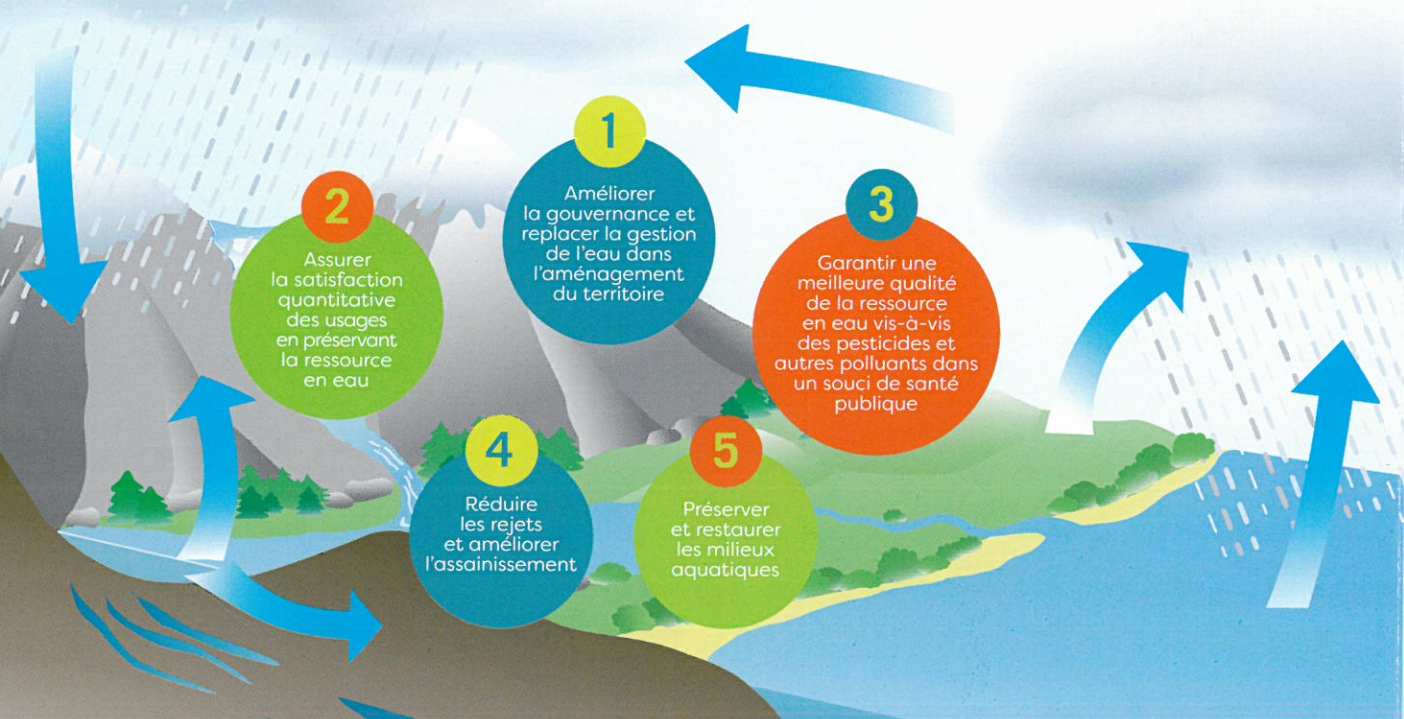 1
Améliorer
la gouvernance et
replacer la gestion
de l'eau dans
l'aménagement
du territoire
2
Assurer
la satisfaction
quantitative
des usages
en préservant
la ressource
en eau
3
Garantir une
meilleure qualité
de la ressource
en eau vis-à-vis
des pesticides et
autres polluants dans
un souci de santé
publique
4
Réduire
les rejets
et améliorer
l'assainissement
5
Préserver
et restaurer
les milieux
aquatiques